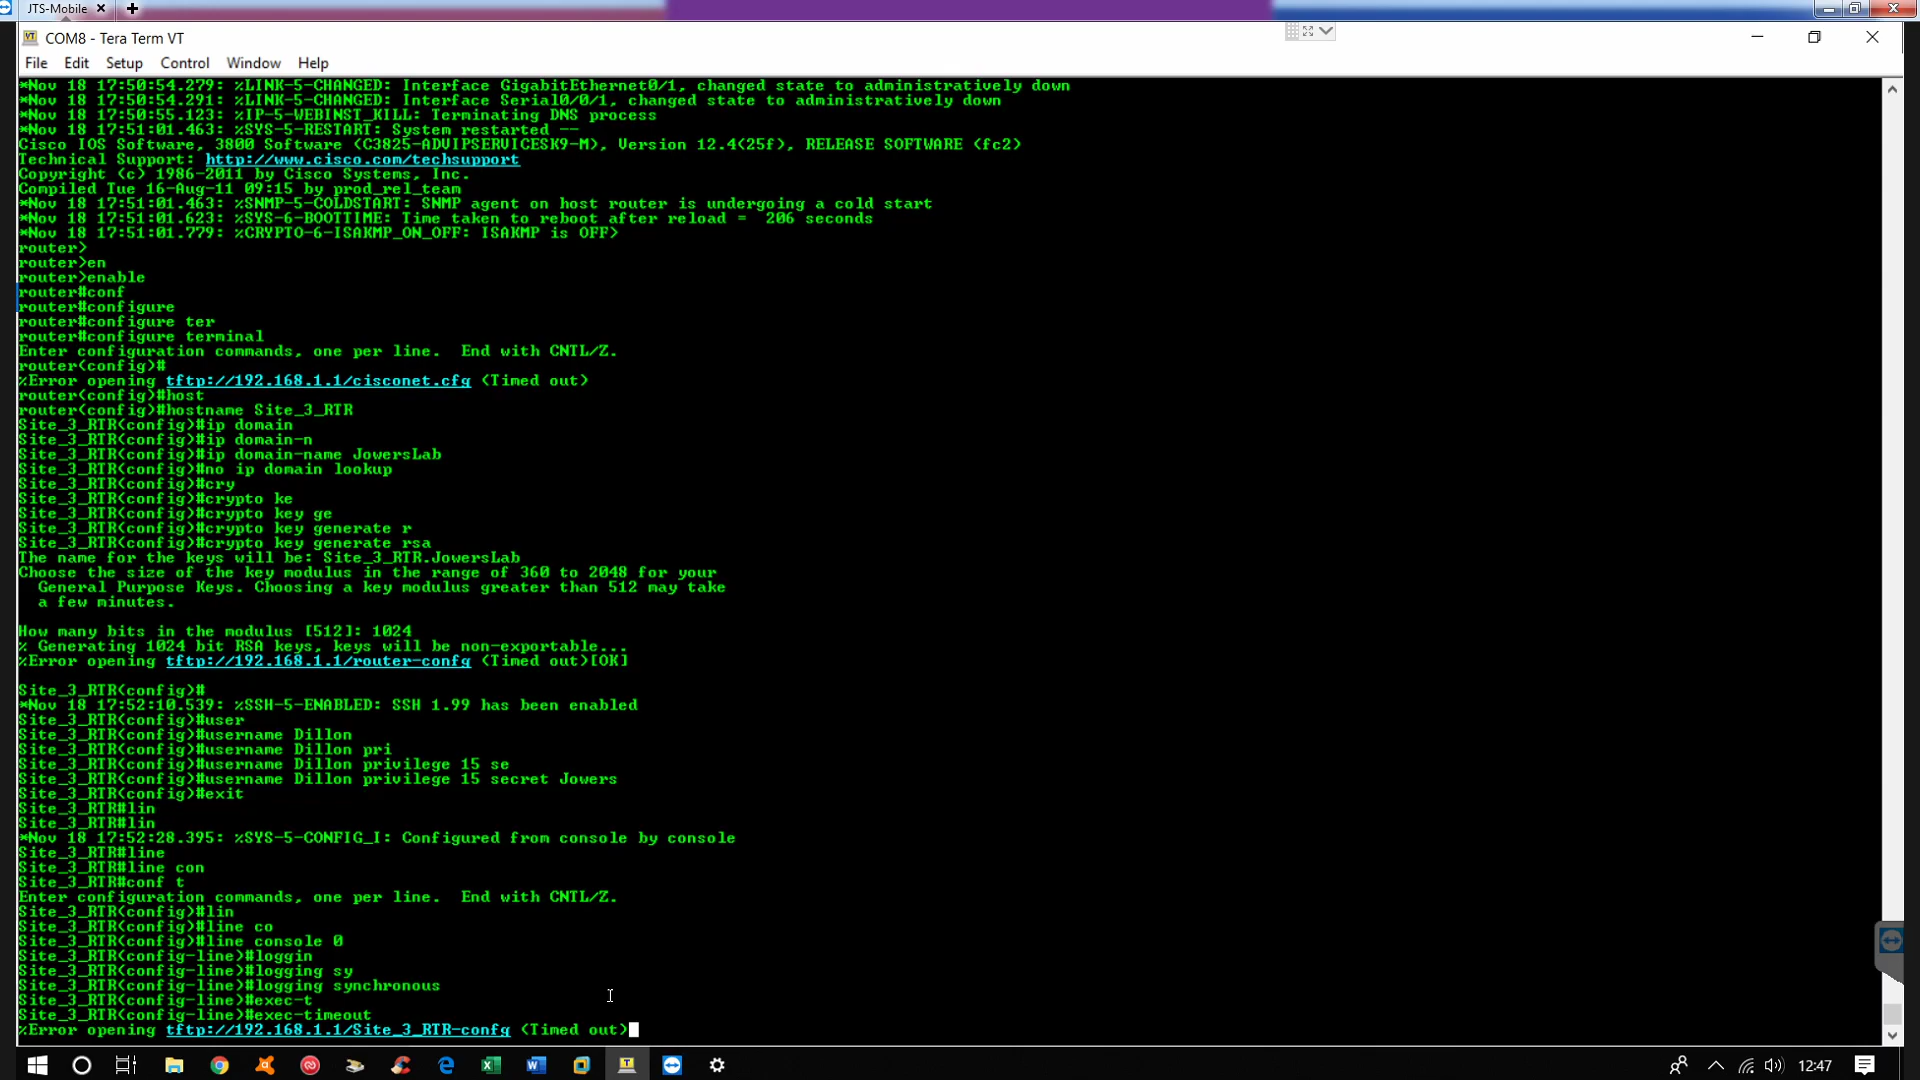 JTS-Mobile
COM8 - Tera Term VT
File Edit Setup Control Window Help
*Nov 18 17:50:54.279: %LINK-5-CHANGED: Interface GigabitEthernet0/1, changed state to administratively down
*Nov 18 17:50:54.291: %LINK-5-CHANGED: Interface Serial0/0/1, changed state to administratively down
*Nov 18 17:50:55.123: %IP-5-WEBINST_KILL: Terminating DNS process
*Nov 18 17:51:01.463: %SYS-5-RESTART: System restarted --
Cisco IOS Software, 3800 Software (C3825-ADVIPSERVICESK9-M), Version 12.4(25f), RELEASE SOFTWARE (fc2)
Technical Support: http://www.cisco.com/techsupport
Copyright (c) 1986-2011 by Cisco Systems, Inc.
Compiled Tue 16-Aug-11 09:15 by prod_rel_team
*Nov 18 17:51:01.463: %SNMP-5-COLDSTART: SNMP agent on host router is undergoing a cold start
*Nov 18 17:51:01.623: %SYS-6-BOOTTIME: Time taken to reboot after reload =  206 seconds
*Nov 18 17:51:01.779: %CRYPTO-6-ISAKMP_ON_OFF: ISAKMP is OFF>
router>
router>en
router>enable
router#conf
router#configure
router#configure ter
router#configure terminal
Enter configuration commands, one per line.  End with CNTL/Z.
router(config)#
%Error opening tftp://192.168.1.1/cisconet.cfg (Timed out)
router(config)#host
router(config)#hostname Site_3_RTR
Site_3_RTR(config)#ip domain
Site_3_RTR(config)#ip domain-n
Site_3_RTR(config)#ip domain-name JowersLab
Site_3_RTR(config)#no ip domain lookup
Site_3_RTR(config)#cry
Site_3_RTR(config)#crypto ke
Site_3_RTR(config)#crypto key ge
Site_3_RTR(config)#crypto key generate r
Site_3_RTR(config)#crypto key generate rsa
The name for the keys will be: Site_3_RTR.JowersLab
Choose the size of the key modulus in the range of 360 to 2048 for your
General Purpose Keys. Choosing a key modulus greater than 512 may take
a few minutes.
How many bits in the modulus [512]: 1024
% Generating 1024 bit RSA keys, keys will be non-exportable...
%Error opening tftp://192.168.1.1/router-confg (Timed out)[OK]
Site_3_RTR(config)#
*Nov 18 17:52:10.539: %SSH-5-ENABLED: SSH 1.99 has been enabled
Site_3_RTR(config)#user
Site_3_RTR(config)#username Dillon
Site_3_RTR(config)#username Dillon pri
Site_3_RTR(config)#username Dillon privilege 15 se
Site_3_RTR(config)#username Dillon privilege 15 secret Jowers
Site_3_RTR(config)#exit
Site_3_RTR#lin
Site_3_RTR#lin
*Nov 18 17:52:28.395: %SYS-5-CONFIG_I: Configured from console by console
Site_3_RTR#line
Site_3_RTR#line con
Site_3_RTR#conf t
Enter configuration commands, one per line.  End with CNTL/Z.
Site_3_RTR(config)#lin
Site_3_RTR(config)#line co
Site_3_RTR(config)#line console 0
Site_3_RTR(config-line)#loggin
Site_3_RTR(config-line)#logging sy
Site_3_RTR(config-line)#logging synchronous
Site_3_RTR(config-line)#exec-t
Site_3_RTR(config-line)#exec-timeout
%Error opening tftp://192.168.1.1/Site_3_RTR-confg (Timed out)
12:47